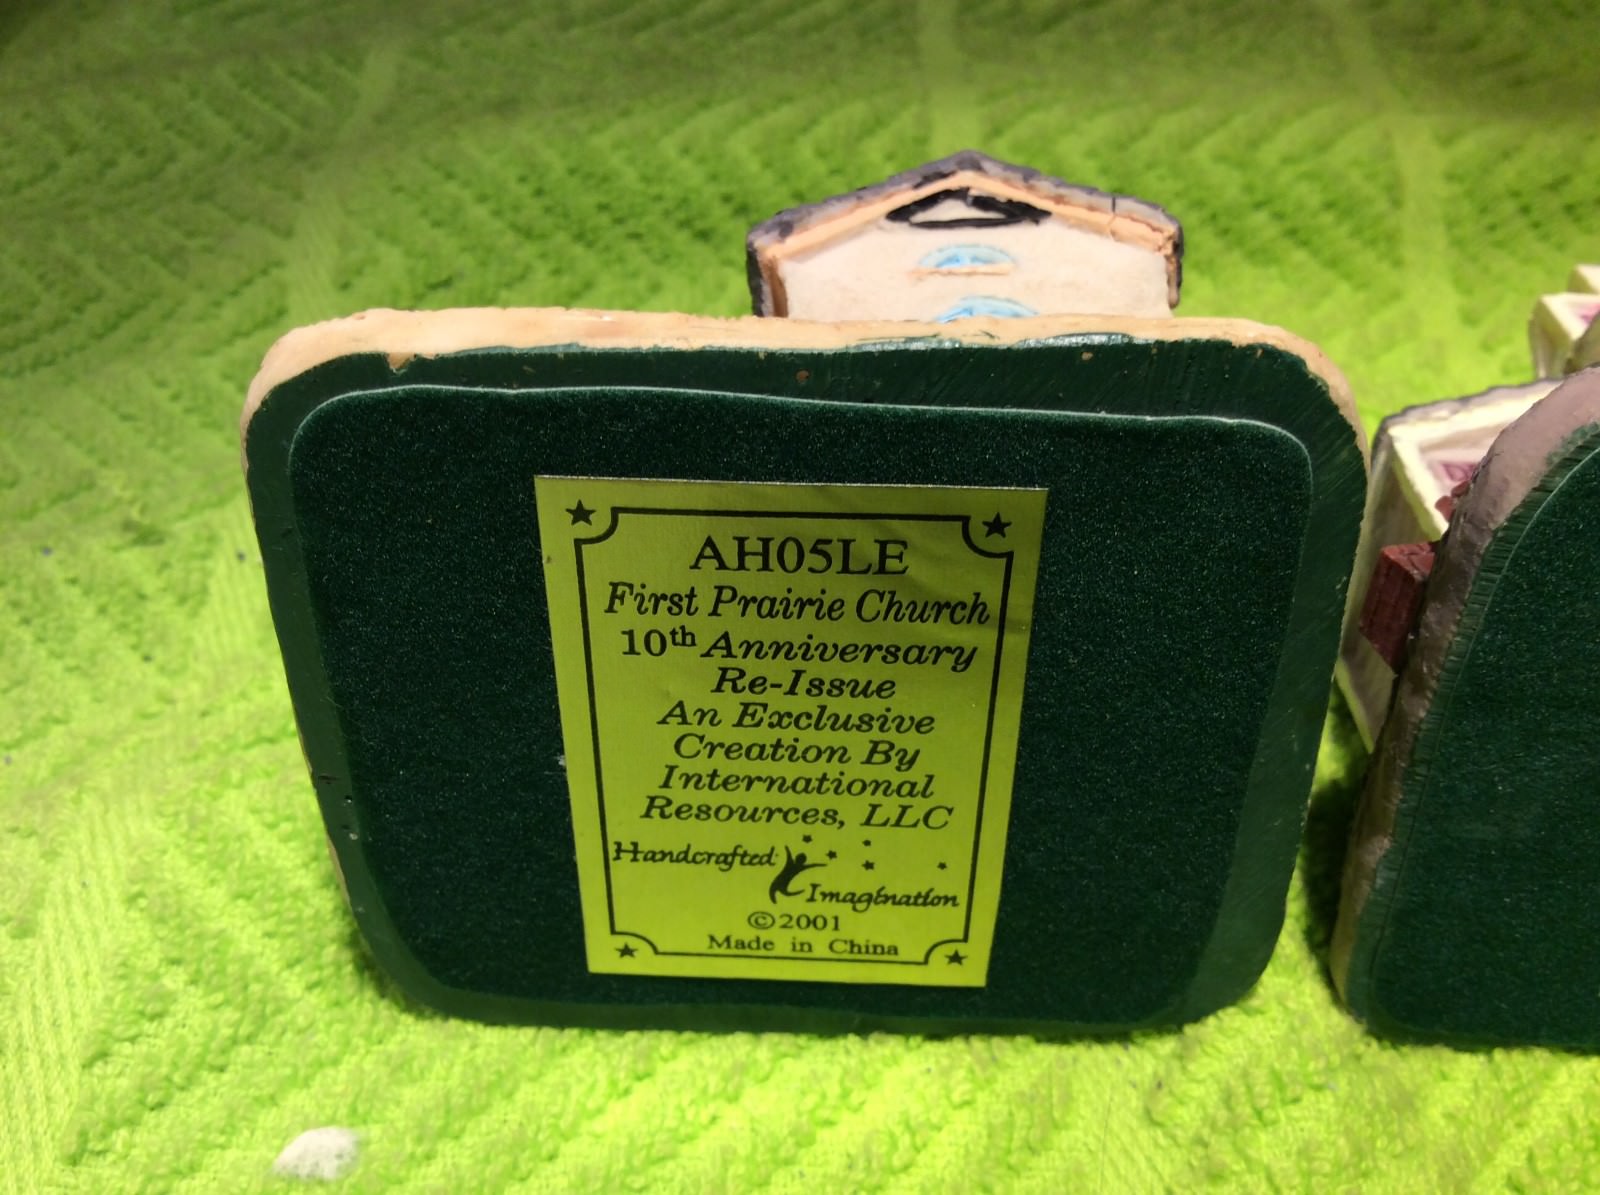 AH05LE
First Prairie Church
10th Anniversary
Re-Issue
An Exclusive
Creation By
International
Resources, LLC
Handcrafted
Imagination
©2001
Made in China